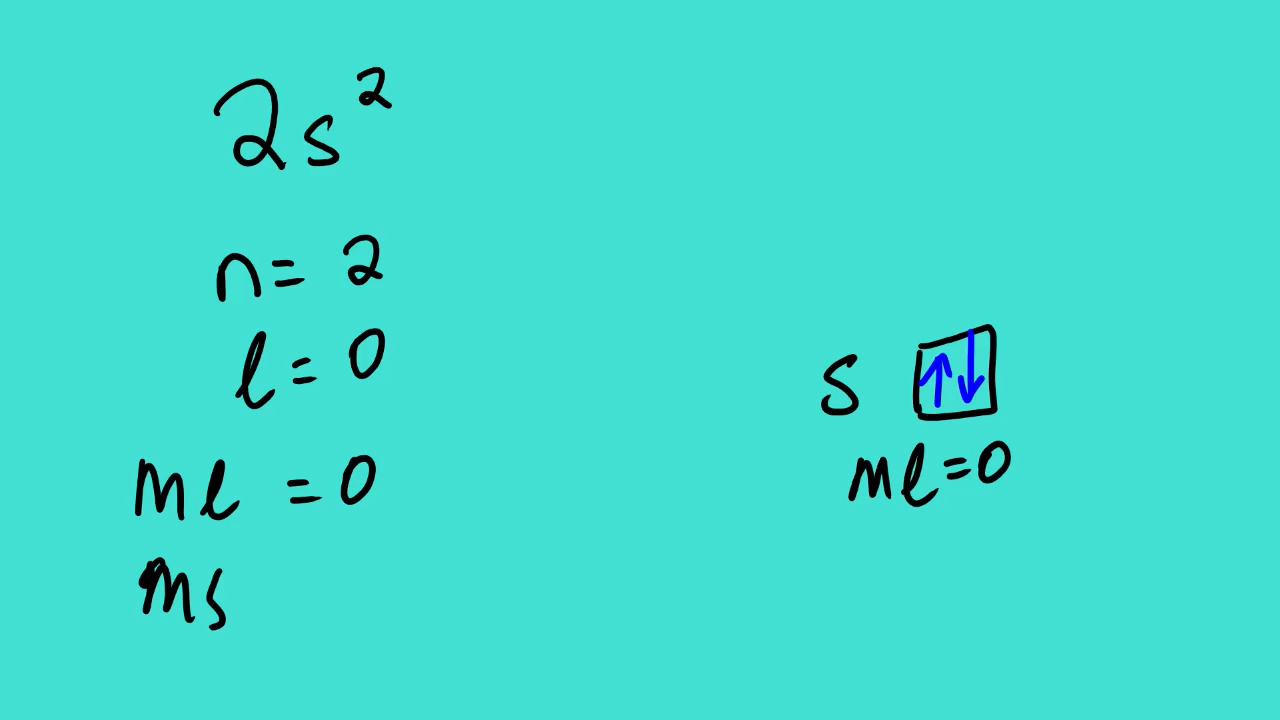 2s²
n = 2
l = 0
ml = 0
ms
s ↑↓
ml = 0